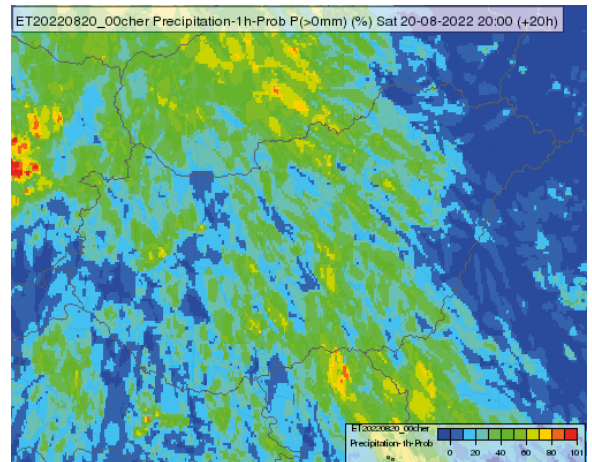 ET20220820_00cher Precipitation-1h-Prob P(>0mm) (%) Sat 20-08-2022 20:00 (+20h)
ET20220820_00cher
Precipitation-1h-Prob
%
0 20 40 60 80 101